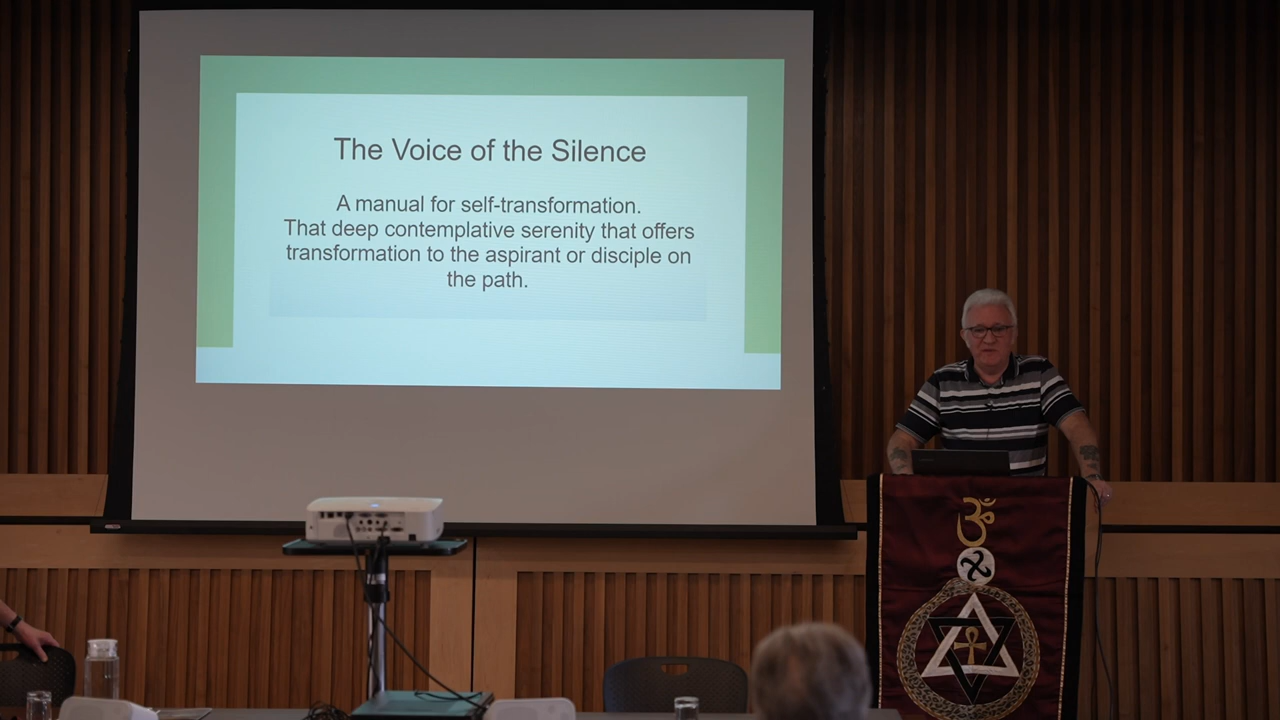 The Voice of the Silence
A manual for self-transformation.
That deep contemplative serenity that offers
transformation to the aspirant or disciple on
the path.
ॐ